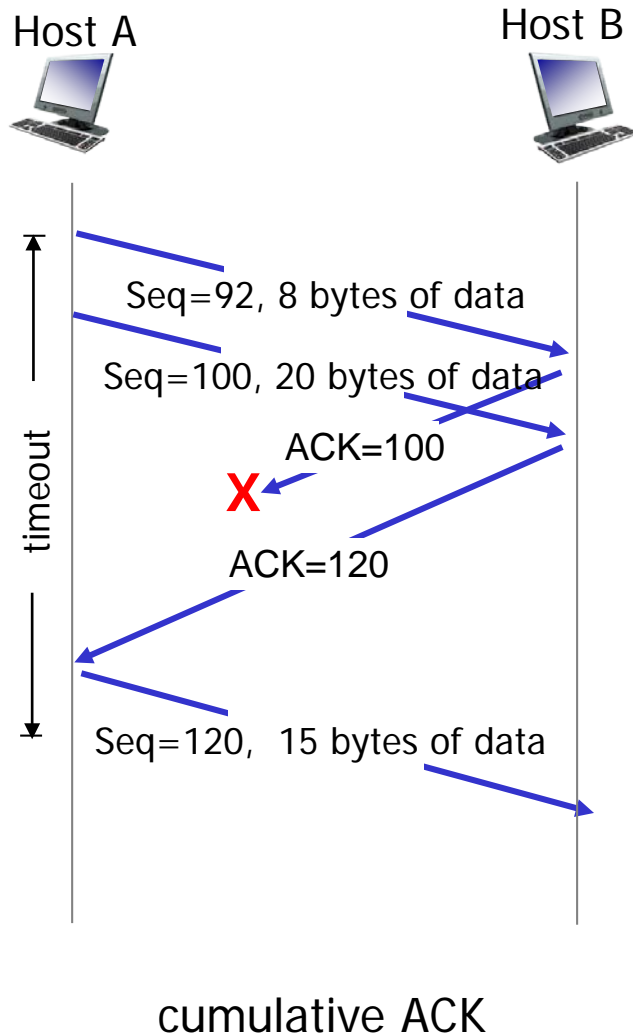 Host A
Host B
Seq=92, 8 bytes of data
Seq=100, 20 bytes of data
ACK=100
X
timeout
ACK=120
Seq=120, 15 bytes of data
cumulative ACK